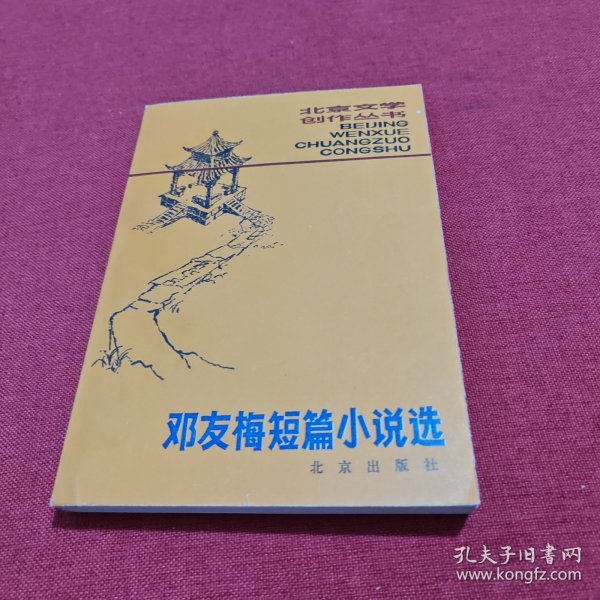 北京文学
创作丛书
BEIJING
WENXUE
CHUANGZUO
CONGSHU
邓友梅短篇小说选
北京出版社
孔夫子旧书网
www.kongfz.com